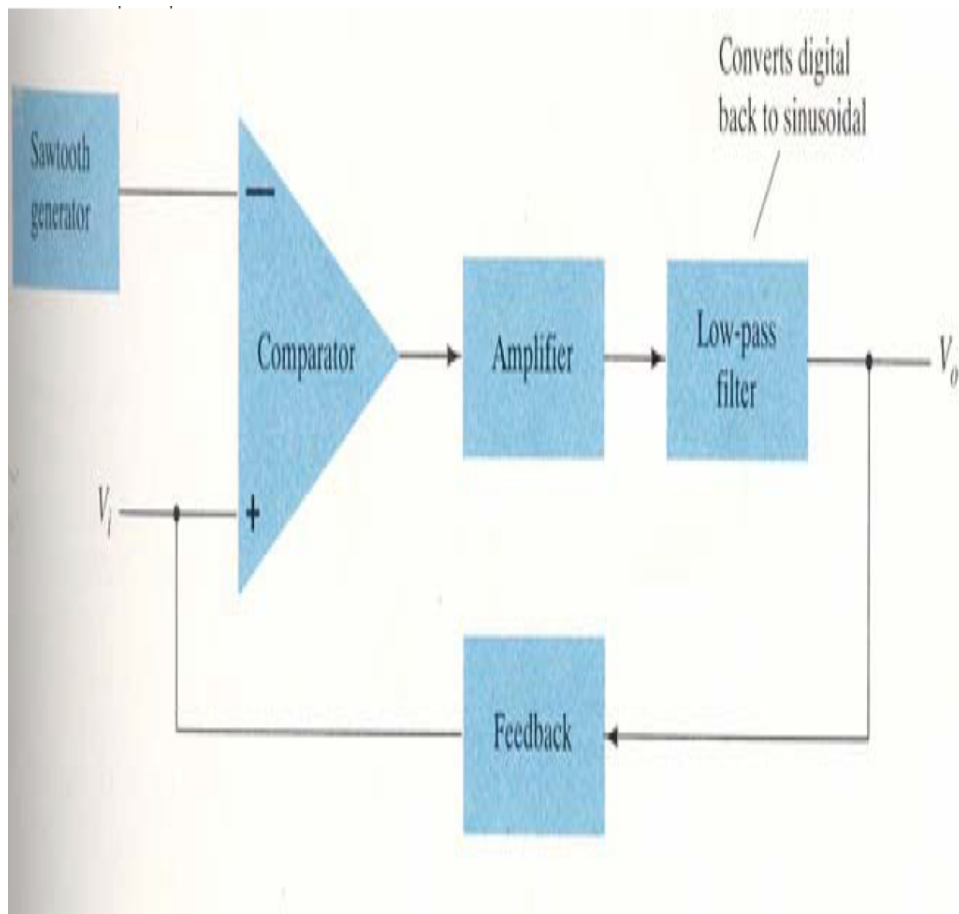 Converts digital
back to sinusoidal
Sawtooth
generator
−
Comparator
Amplifier
Low-pass
filter
Vo
Vi
+
Feedback